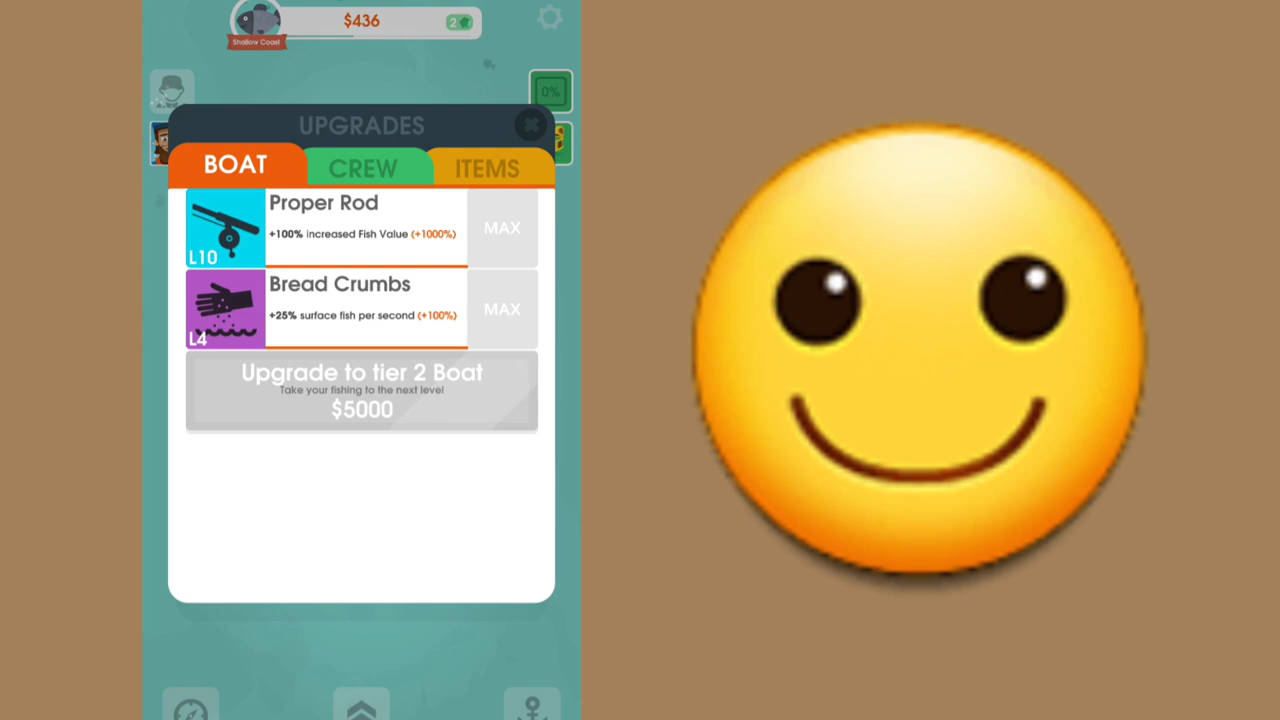 $436
2
Shallow Coast
0%
UPGRADES
BOAT CREW ITEMS
Proper Rod
+100% increased Fish Value (+1000%)
MAX
L10
Bread Crumbs
+25% surface fish per second (+100%)
MAX
L4
Upgrade to tier 2 Boat
Take your fishing to the next level
$5000